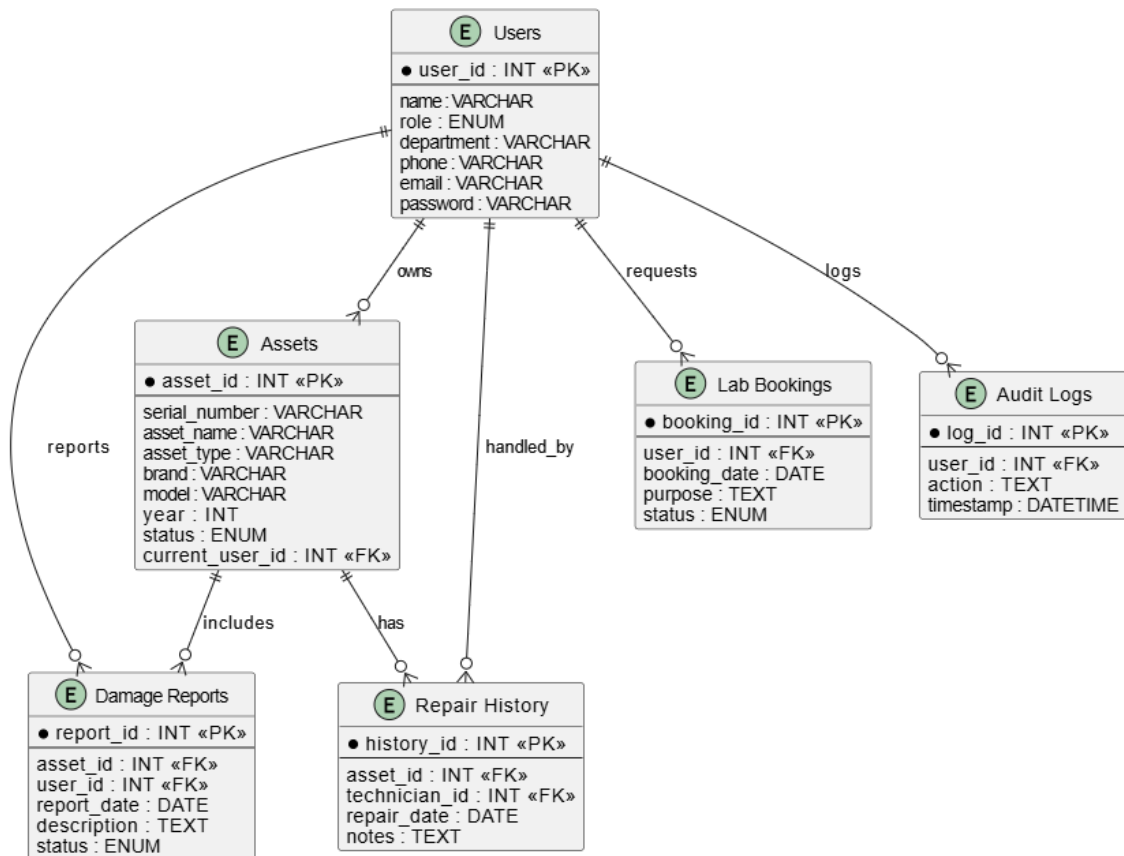 E Users
● user_id : INT «PK»
name : VARCHAR
role : ENUM
department : VARCHAR
phone : VARCHAR
email : VARCHAR
password : VARCHAR
owns
requests
logs
reports
handled_by
E Assets
● asset_id : INT «PK»
serial_number : VARCHAR
asset_name : VARCHAR
asset_type : VARCHAR
brand : VARCHAR
model : VARCHAR
year : INT
status : ENUM
current_user_id : INT «FK»
E Lab Bookings
● booking_id : INT «PK»
user_id : INT «FK»
booking_date : DATE
purpose : TEXT
status : ENUM
E Audit Logs
● log_id : INT «PK»
user_id : INT «FK»
action : TEXT
timestamp : DATETIME
includes
has
E Damage Reports
● report_id : INT «PK»
asset_id : INT «FK»
user_id : INT «FK»
report_date : DATE
description : TEXT
status : ENUM
E Repair History
● history_id : INT «PK»
asset_id : INT «FK»
technician_id : INT «FK»
repair_date : DATE
notes : TEXT